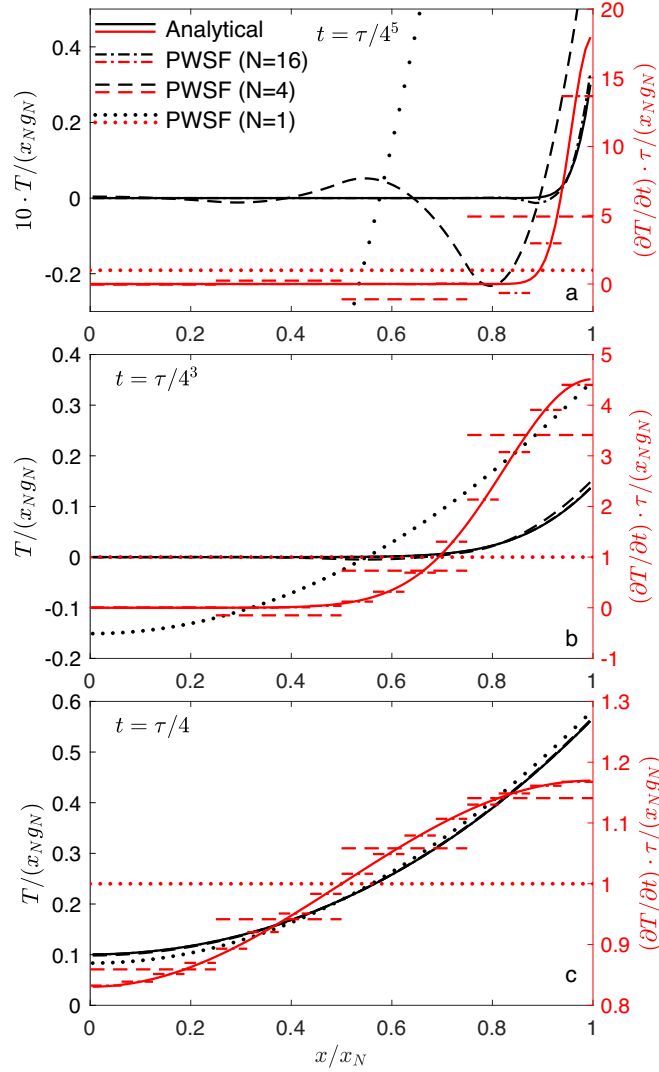 t = τ/4⁵
Analytical
PWSF (N=16)
PWSF (N=4)
PWSF (N=1)
0.4
0.2
0
-0.2
10 · T/(x_N g_N)
20
15
10
5
0
(∂T/∂t) · τ/(x_N g_N)
a
0 0.2 0.4 0.6 0.8 1
t = τ/4³
0.4
0.3
0.2
0.1
0
-0.1
-0.2
T/(x_N g_N)
5
4
3
2
1
0
-1
(∂T/∂t) · τ/(x_N g_N)
b
0 0.2 0.4 0.6 0.8 1
t = τ/4
0.6
0.5
0.4
0.3
0.2
0.1
0
T/(x_N g_N)
1.3
1.2
1.1
1
0.9
0.8
(∂T/∂t) · τ/(x_N g_N)
c
0 0.2 0.4 0.6 0.8 1
x/x_N